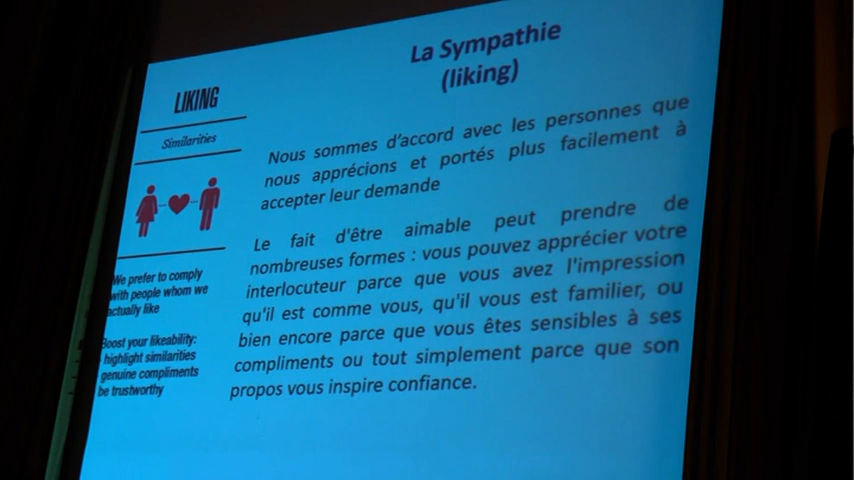 La Sympathie
(liking)
LIKING
Similarities
We prefer to comply
with people whom we
actually like
Boost your likeability:
highlight similarities
genuine compliments
be trustworthy
Nous sommes d'accord avec les personnes que
nous apprécions et portés plus facilement à
accepter leur demande
Le fait d'être aimable peut prendre de
nombreuses formes : vous pouvez apprécier votre
interlocuteur parce que vous avez l'impression
qu'il est comme vous, qu'il vous est familier, ou
bien encore parce que vous êtes sensibles à ses
compliments ou tout simplement parce que son
propos vous inspire confiance.